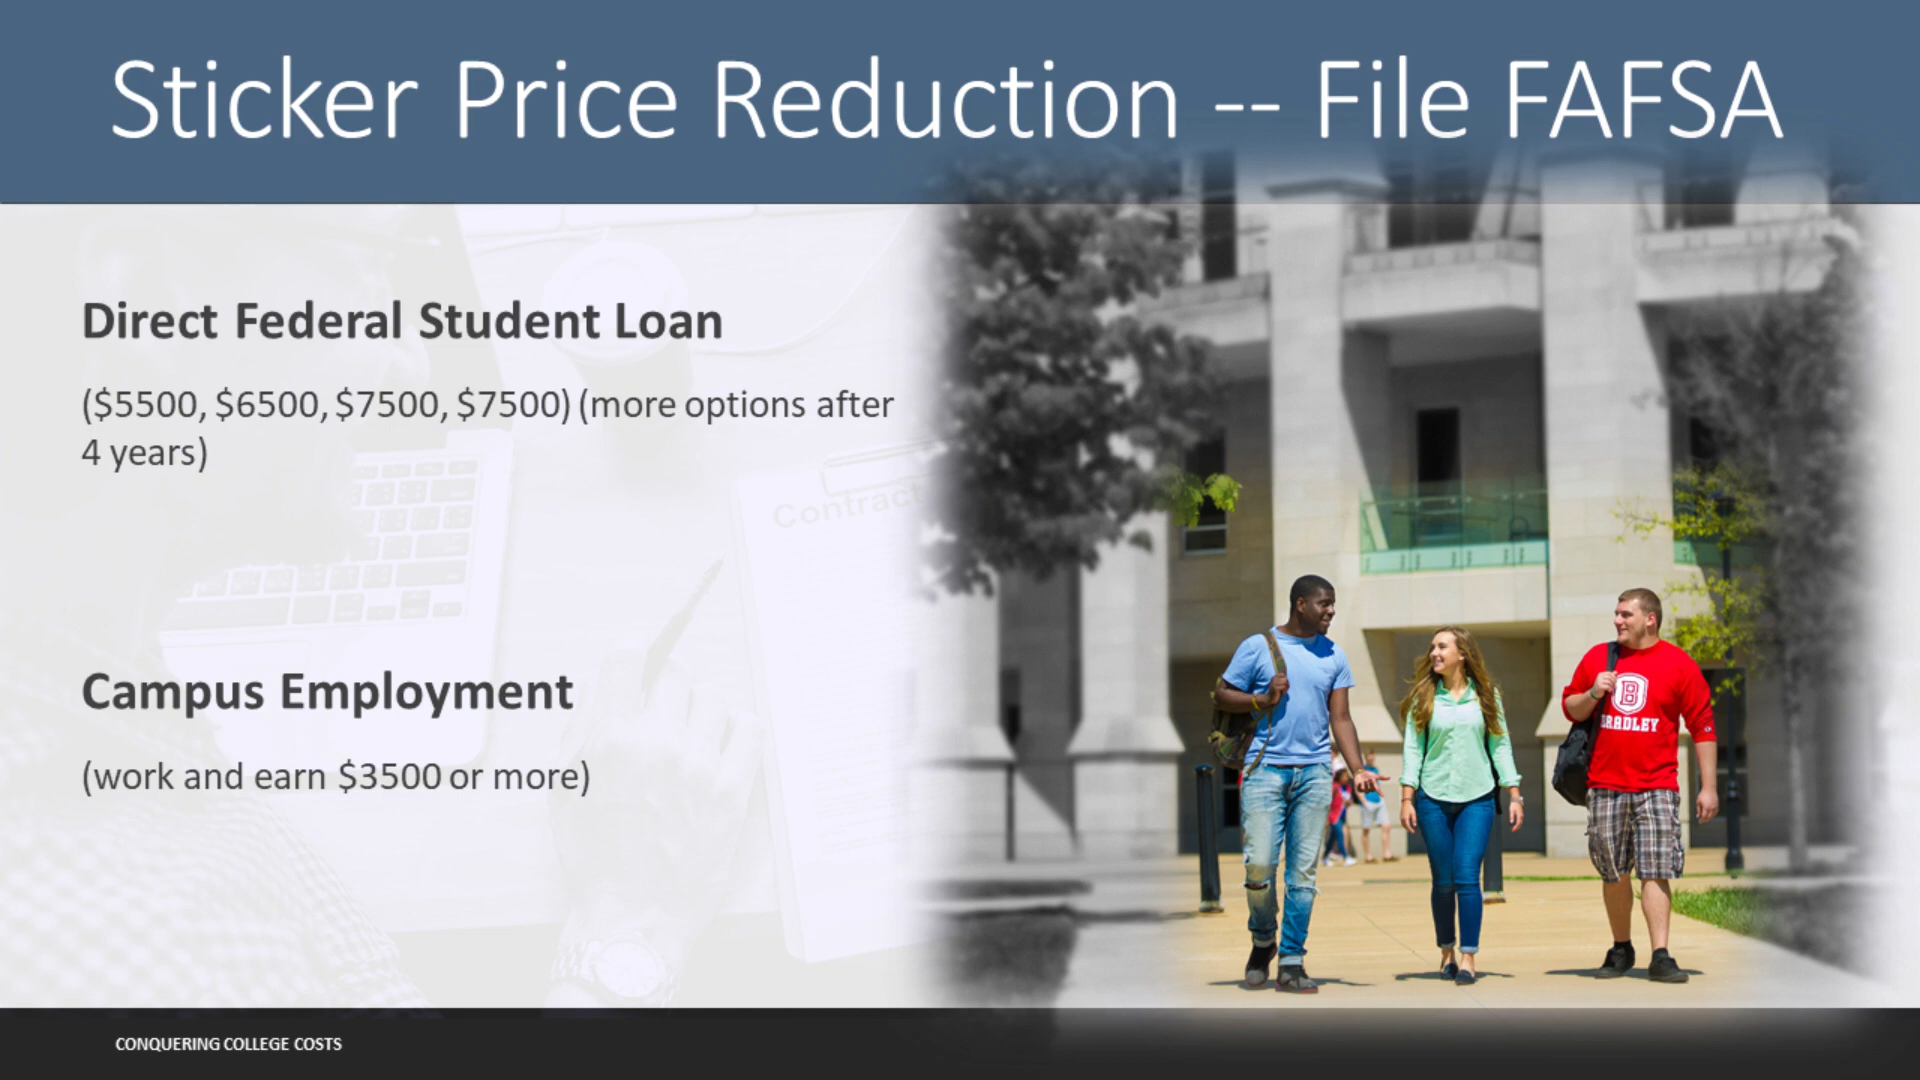 Sticker Price Reduction -- File FAFSA
Direct Federal Student Loan
($5500, $6500, $7500, $7500) (more options after
4 years)
Contract
Campus Employment
(work and earn $3500 or more)
B
BRADLEY
CONQUERING COLLEGE COSTS